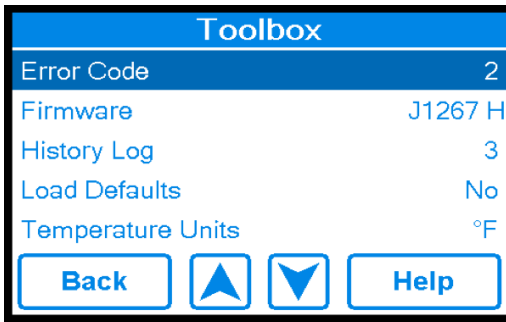 Toolbox
Error Code 2
Firmware J1267 H
History Log 3
Load Defaults No
Temperature Units °F
Back Help